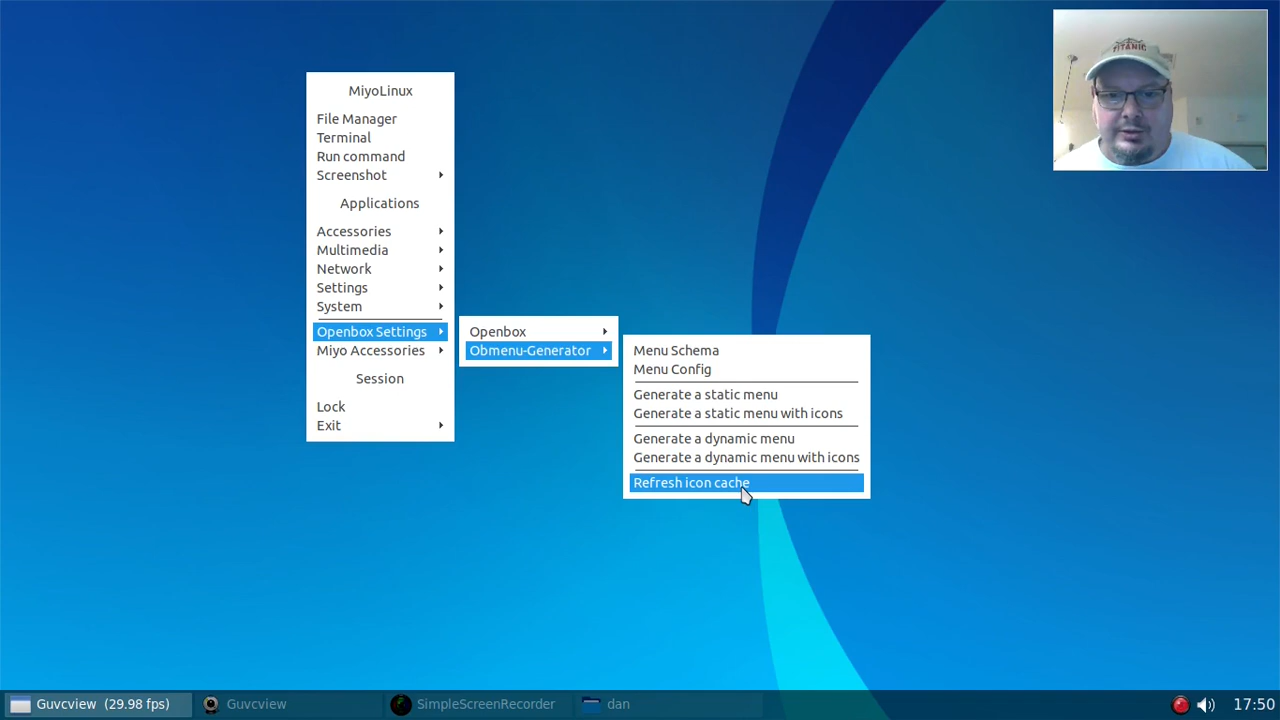 TITANIC
MiyoLinux
File Manager
Terminal
Run command
Screenshot
Applications
Accessories
Multimedia
Network
Settings
System
Openbox Settings
Miyo Accessories
Session
Lock
Exit
Openbox
Obmenu-Generator
Menu Schema
Menu Config
Generate a static menu
Generate a static menu with icons
Generate a dynamic menu
Generate a dynamic menu with icons
Refresh icon cache
Guvcview (29.98 fps)
Guvcview
SimpleScreenRecorder
dan
17:50